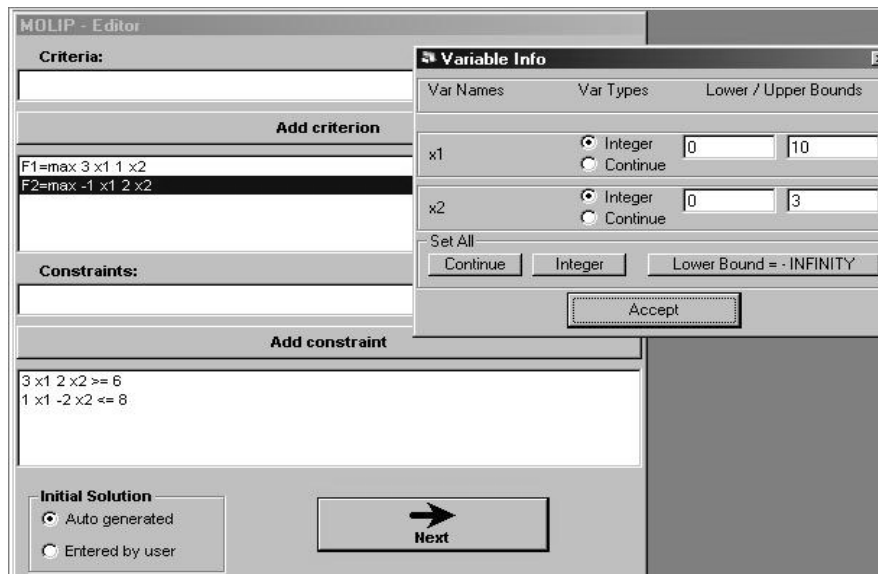 MOLIP - Editor
Criteria:
Add criterion
F1=max 3 x1 1 x2
F2=max -1 x1 2 x2
Constraints:
Add constraint
3 x1 2 x2 >= 6
1 x1 -2 x2 <= 8
Initial Solution
Auto generated
Entered by user
Next
Variable Info
Var Names Var Types Lower / Upper Bounds
x1 Integer 0 10
Continue
x2 Integer 0 3
Continue
Set All
Continue Integer Lower Bound = - INFINITY
Accept